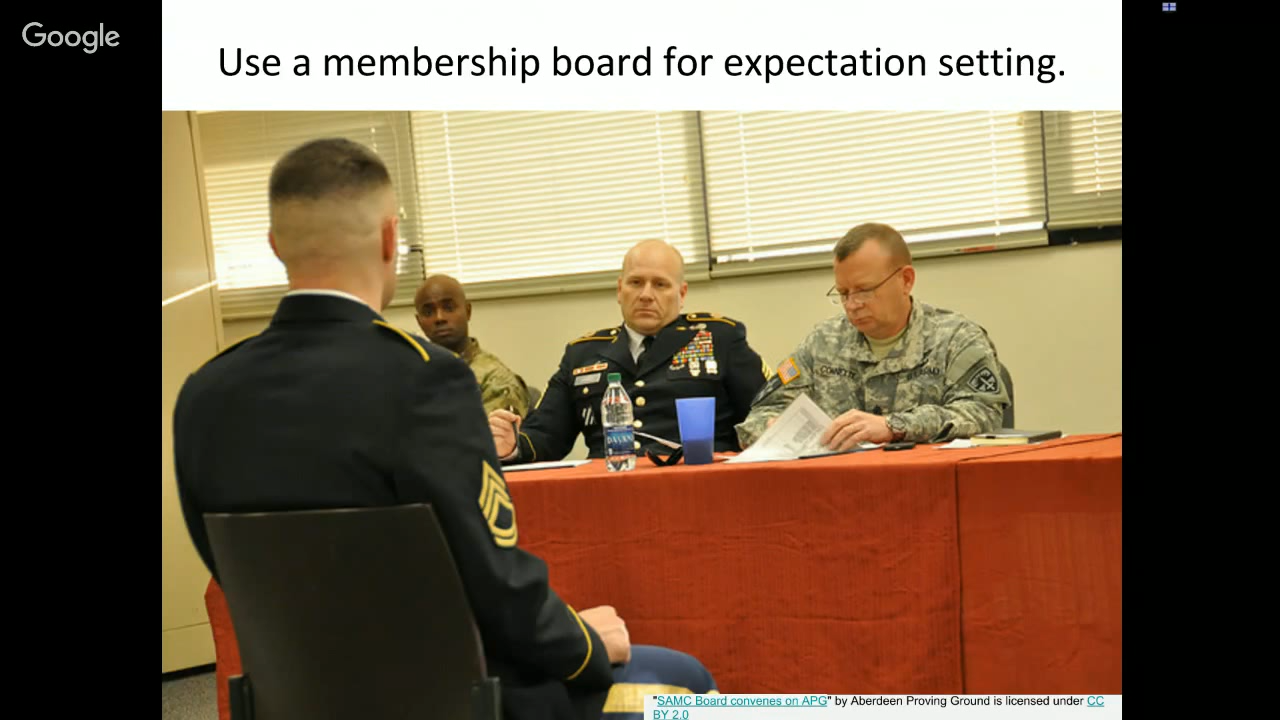 Google
Use a membership board for expectation setting.
DASANI
"SAMC Board convenes on APG" by Aberdeen Proving Ground is licensed under CC
BY 2.0